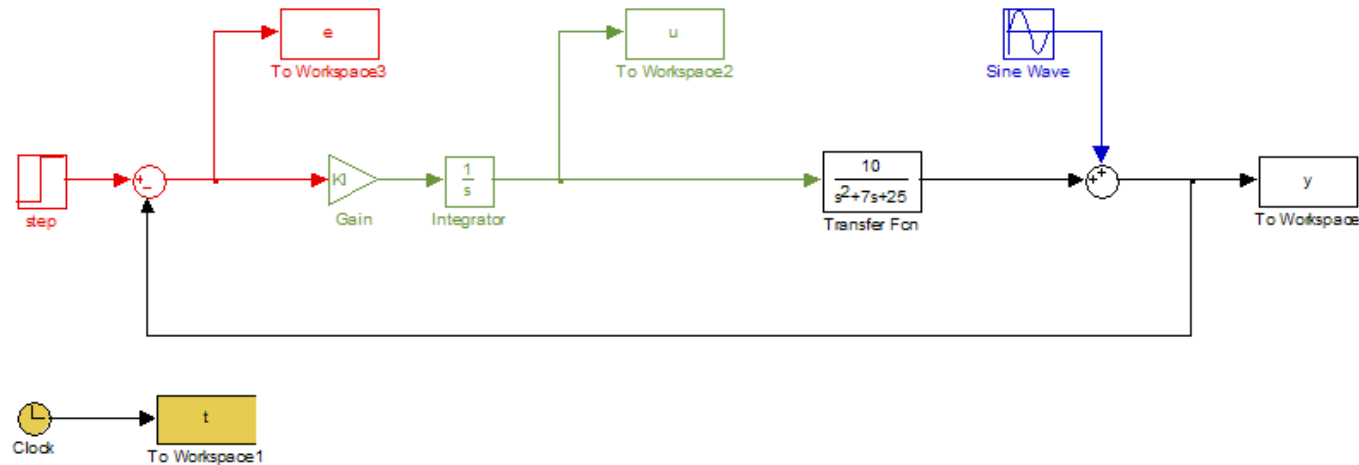 e
To Workspace3
u
To Workspace2
Sine Wave
step
+
−
KI
Gain
1
s
Integrator
10
s2+7s+25
Transfer Fcn
+
+
y
To Workspace
Clock
t
To Workspace1